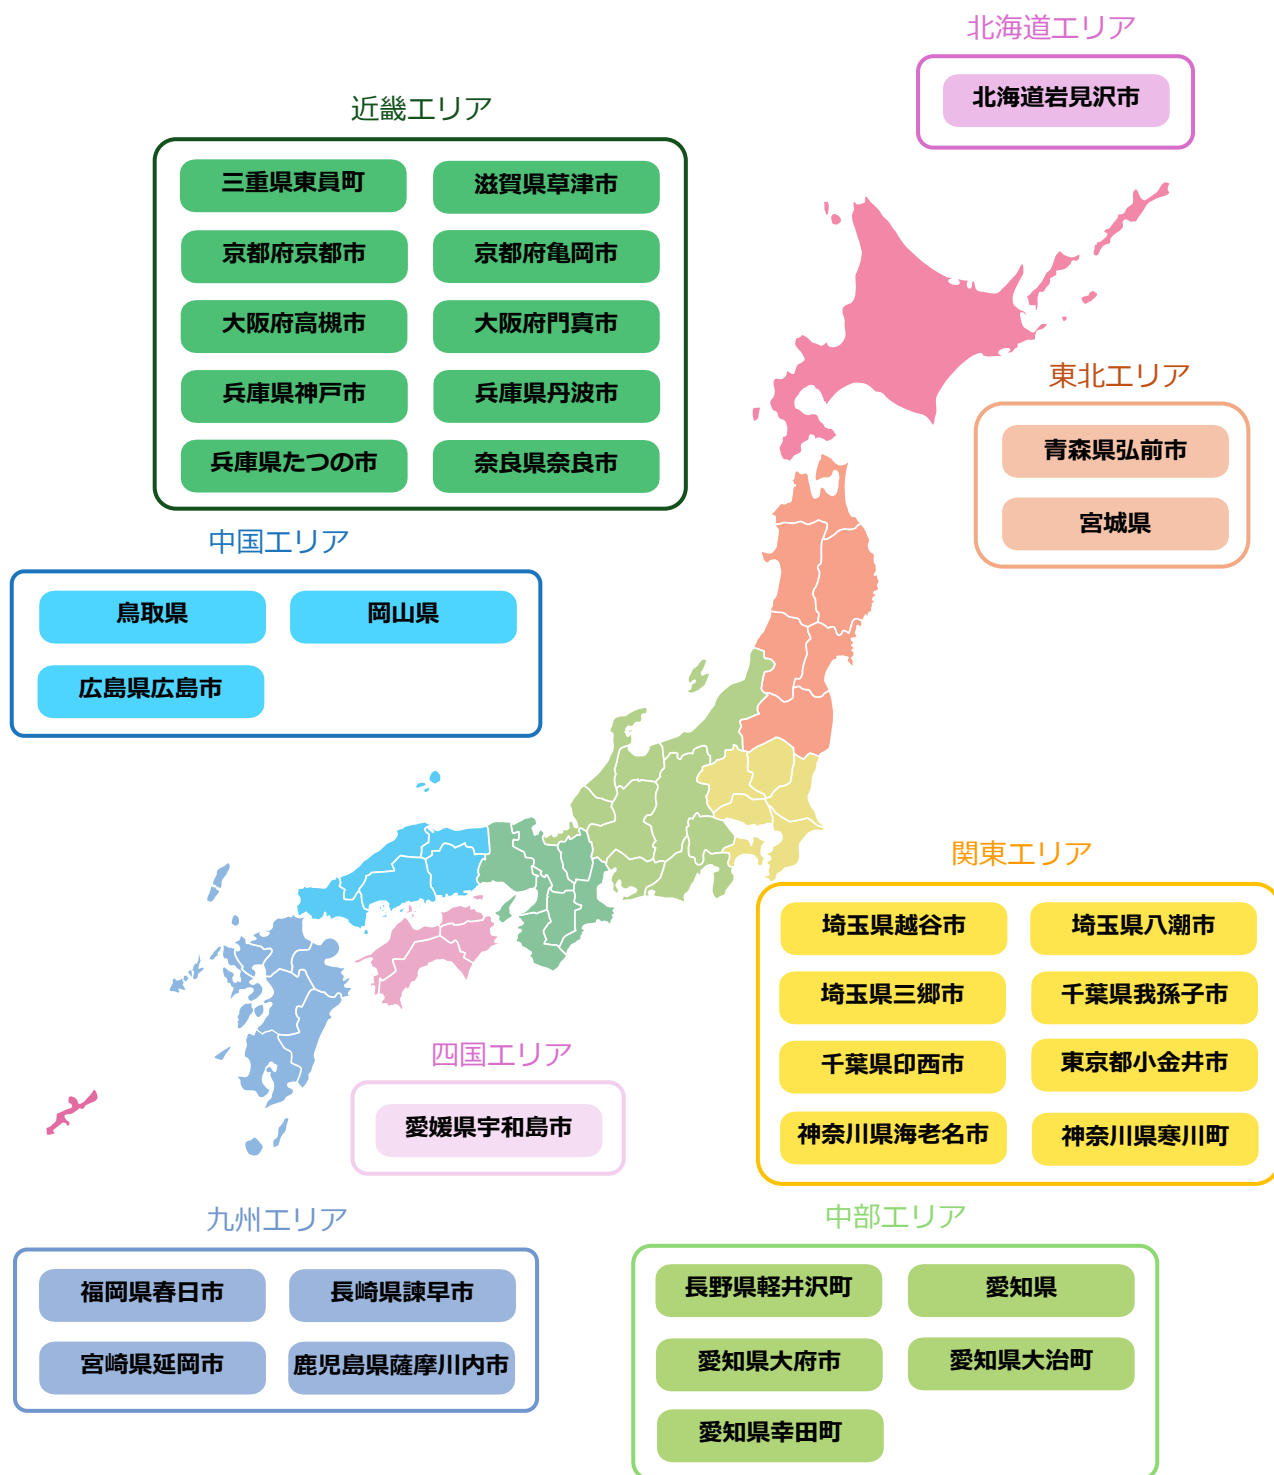 北海道エリア
北海道岩見沢市
近畿エリア
三重県東員町
滋賀県草津市
京都府京都市
京都府亀岡市
大阪府高槻市
大阪府門真市
兵庫県神戸市
兵庫県丹波市
兵庫県たつの市
奈良県奈良市
東北エリア
青森県弘前市
宮城県
中国エリア
鳥取県
岡山県
広島県広島市
関東エリア
埼玉県越谷市
埼玉県八潮市
埼玉県三郷市
千葉県我孫子市
千葉県印西市
東京都小金井市
神奈川県海老名市
神奈川県寒川町
四国エリア
愛媛県宇和島市
九州エリア
福岡県春日市
長崎県諫早市
宮崎県延岡市
鹿児島県薩摩川内市
中部エリア
長野県軽井沢町
愛知県
愛知県大府市
愛知県大治町
愛知県幸田町